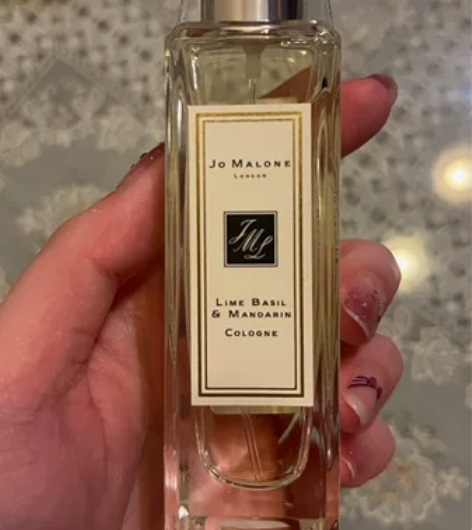 JO MALONE
LONDON
JML
LIME BASIL
& MANDARIN
COLOGNE